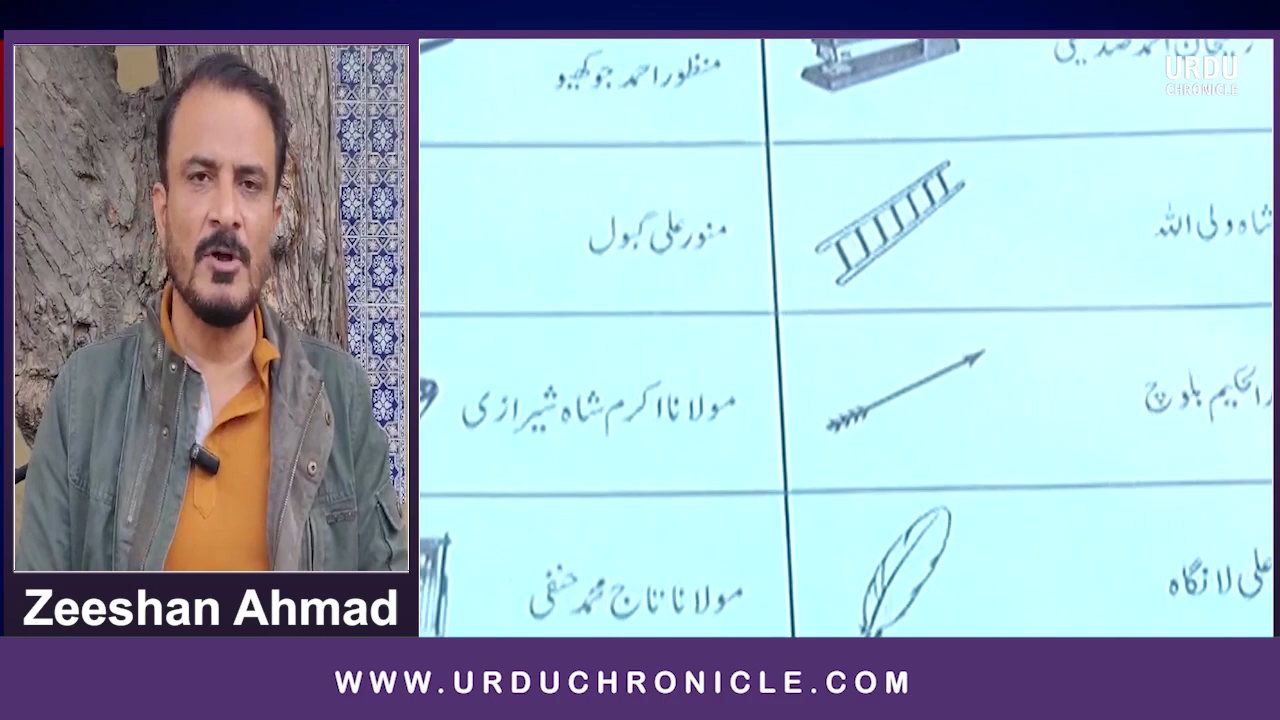 منظور احمد جوکھیو
URDU
CHRONICLE
منور علی گبول
شاہ ولی اللہ
مولانا اکرم شاہ شیرازی
بلوچ
مولانا تاج محمد حنفی
علی لانگاہ
Zeeshan Ahmad
WWW.URDUCHRONICLE.COM